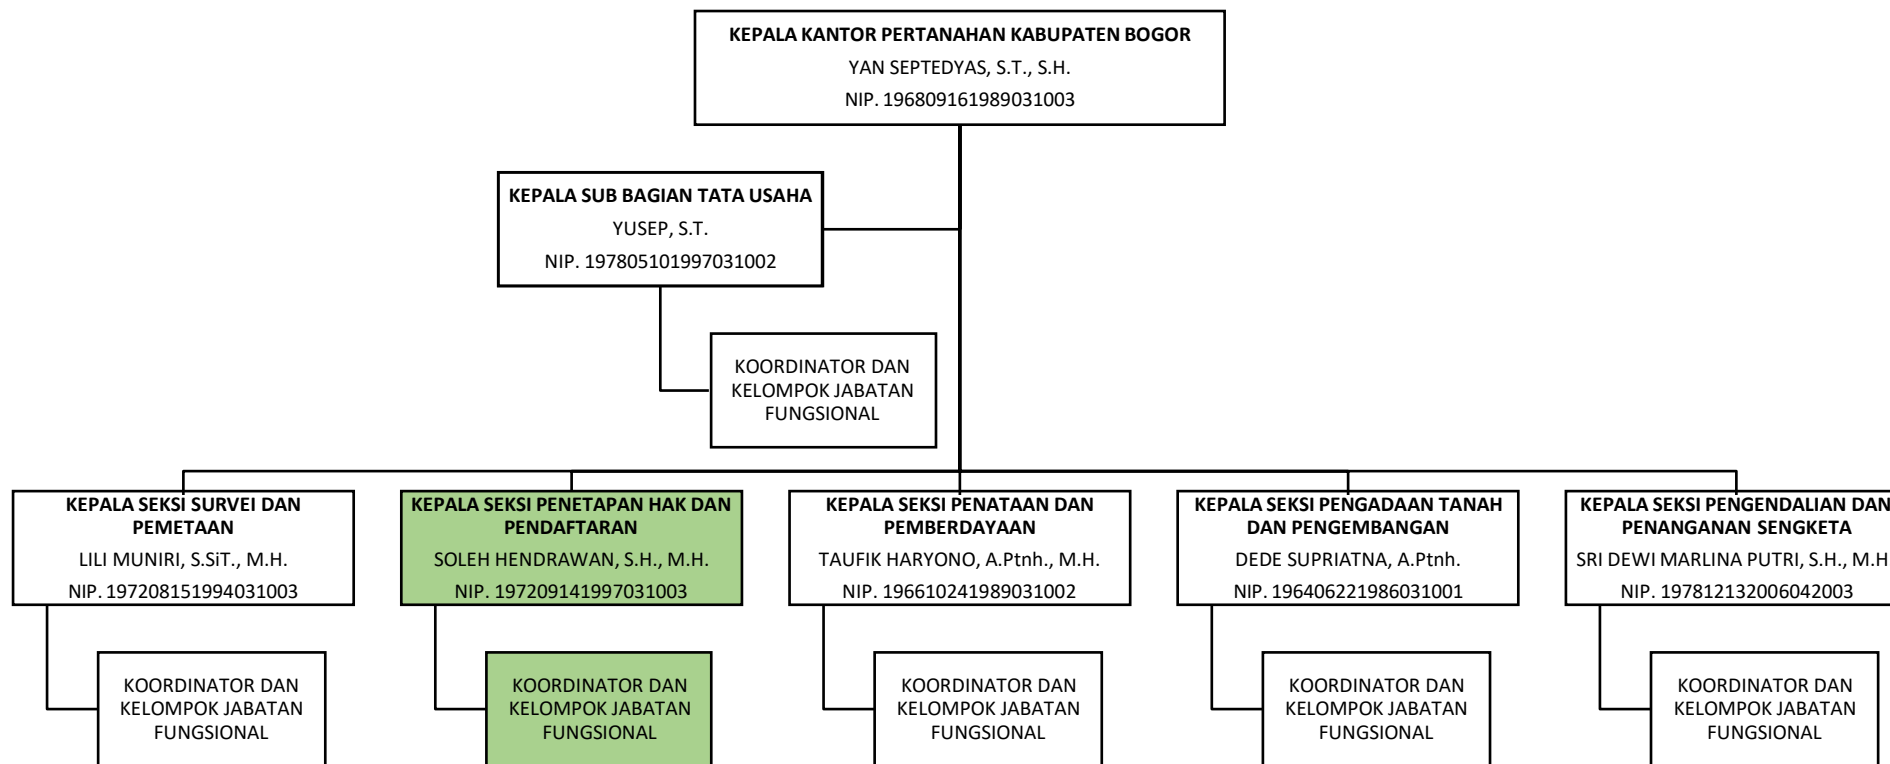 KEPALA KANTOR PERTANAHAN KABUPATEN BOGOR
YAN SEPTEDYAS, S.T., S.H.
NIP. 196809161989031003
KEPALA SUB BAGIAN TATA USAHA
YUSEP, S.T.
NIP. 197805101997031002
KOORDINATOR DAN
KELOMPOK JABATAN
FUNGSIONAL
KEPALA SEKSI SURVEI DAN
PEMETAAN
LILI MUNIRI, S.SiT., M.H.
NIP. 197208151994031003
KEPALA SEKSI PENETAPAN HAK DAN
PENDAFTARAN
SOLEH HENDRAWAN, S.H., M.H.
NIP. 197209141997031003
KEPALA SEKSI PENATAAN DAN
PEMBERDAYAAN
TAUFIK HARYONO, A.Ptnh., M.H.
NIP. 196610241989031002
KEPALA SEKSI PENGADAAN TANAH
DAN PENGEMBANGAN
DEDE SUPRIATNA, A.Ptnh.
NIP. 196406221986031001
KEPALA SEKSI PENGENDALIAN DAN
PENANGANAN SENGKETA
SRI DEWI MARLINA PUTRI, S.H., M.H
NIP. 197812132006042003
KOORDINATOR DAN
KELOMPOK JABATAN
FUNGSIONAL
KOORDINATOR DAN
KELOMPOK JABATAN
FUNGSIONAL
KOORDINATOR DAN
KELOMPOK JABATAN
FUNGSIONAL
KOORDINATOR DAN
KELOMPOK JABATAN
FUNGSIONAL
KOORDINATOR DAN
KELOMPOK JABATAN
FUNGSIONAL